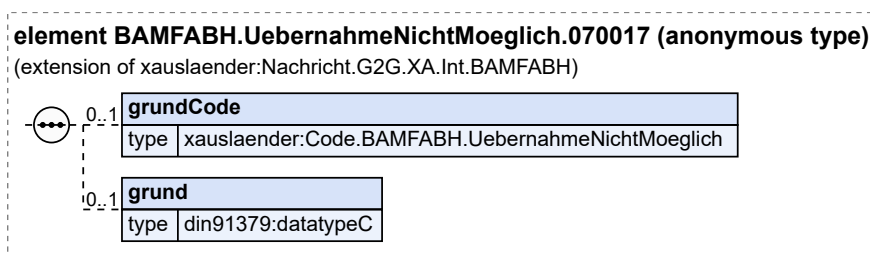 element BAMFABH.UebernahmeNichtMoeglich.070017 (anonymous type)
(extension of xauslaender:Nachricht.G2G.XA.Int.BAMFABH)
0..1 grundCode
type xauslaender:Code.BAMFABH.UebernahmeNichtMoeglich
0..1 grund
type din91379:datatypeC